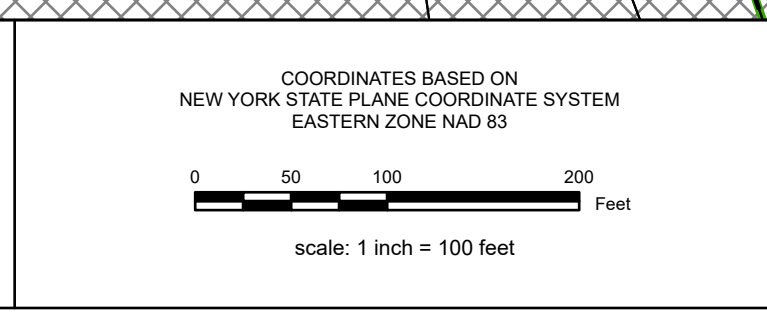 COORDINATES BASED ON
NEW YORK STATE PLANE COORDINATE SYSTEM
EASTERN ZONE NAD 83
0 50 100 200
Feet
scale: 1 inch = 100 feet